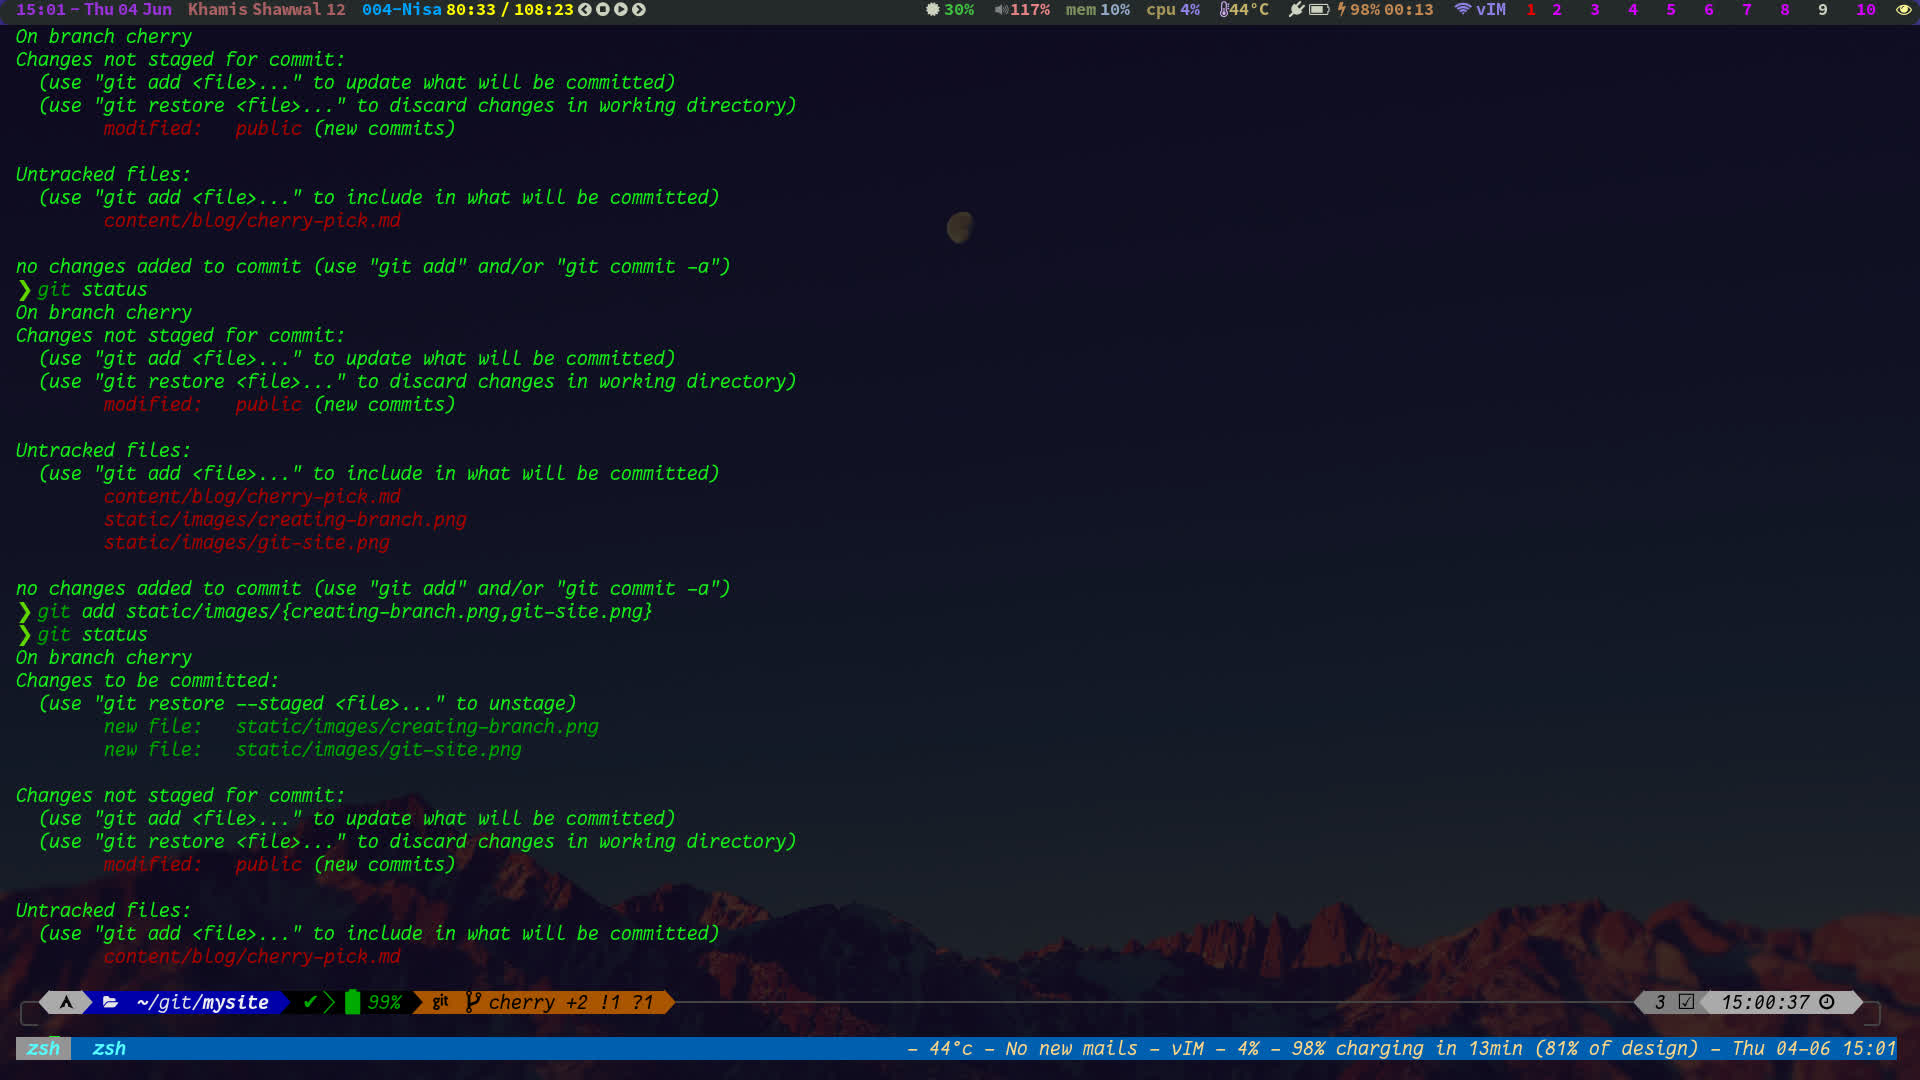 15:01 - Thu 04 Jun Khamis Shawwal 12 004-Nisa 80:33 / 108:23 30% 117% mem 10% cpu 4% 44°C 98% 00:13 vIM 1 2 3 4 5 6 7 8 9 10
On branch cherry
Changes not staged for commit:
(use "git add <file>..." to update what will be committed)
(use "git restore <file>..." to discard changes in working directory)
modified: public (new commits)
Untracked files:
(use "git add <file>..." to include in what will be committed)
content/blog/cherry-pick.md
no changes added to commit (use "git add" and/or "git commit -a")
❯ git status
On branch cherry
Changes not staged for commit:
(use "git add <file>..." to update what will be committed)
(use "git restore <file>..." to discard changes in working directory)
modified: public (new commits)
Untracked files:
(use "git add <file>..." to include in what will be committed)
content/blog/cherry-pick.md
static/images/creating-branch.png
static/images/git-site.png
no changes added to commit (use "git add" and/or "git commit -a")
❯ git add static/images/{creating-branch.png,git-site.png}
❯ git status
On branch cherry
Changes to be committed:
(use "git restore --staged <file>..." to unstage)
new file: static/images/creating-branch.png
new file: static/images/git-site.png
Changes not staged for commit:
(use "git add <file>..." to update what will be committed)
(use "git restore <file>..." to discard changes in working directory)
modified: public (new commits)
Untracked files:
(use "git add <file>..." to include in what will be committed)
content/blog/cherry-pick.md
~/git/mysite ✔ 99% git cherry +2 !1 ?1 3 ☑ 15:00:37
zsh zsh - 44°c - No new mails - vIM - 4% - 98% charging in 13min (81% of design) - Thu 04-06 15:01